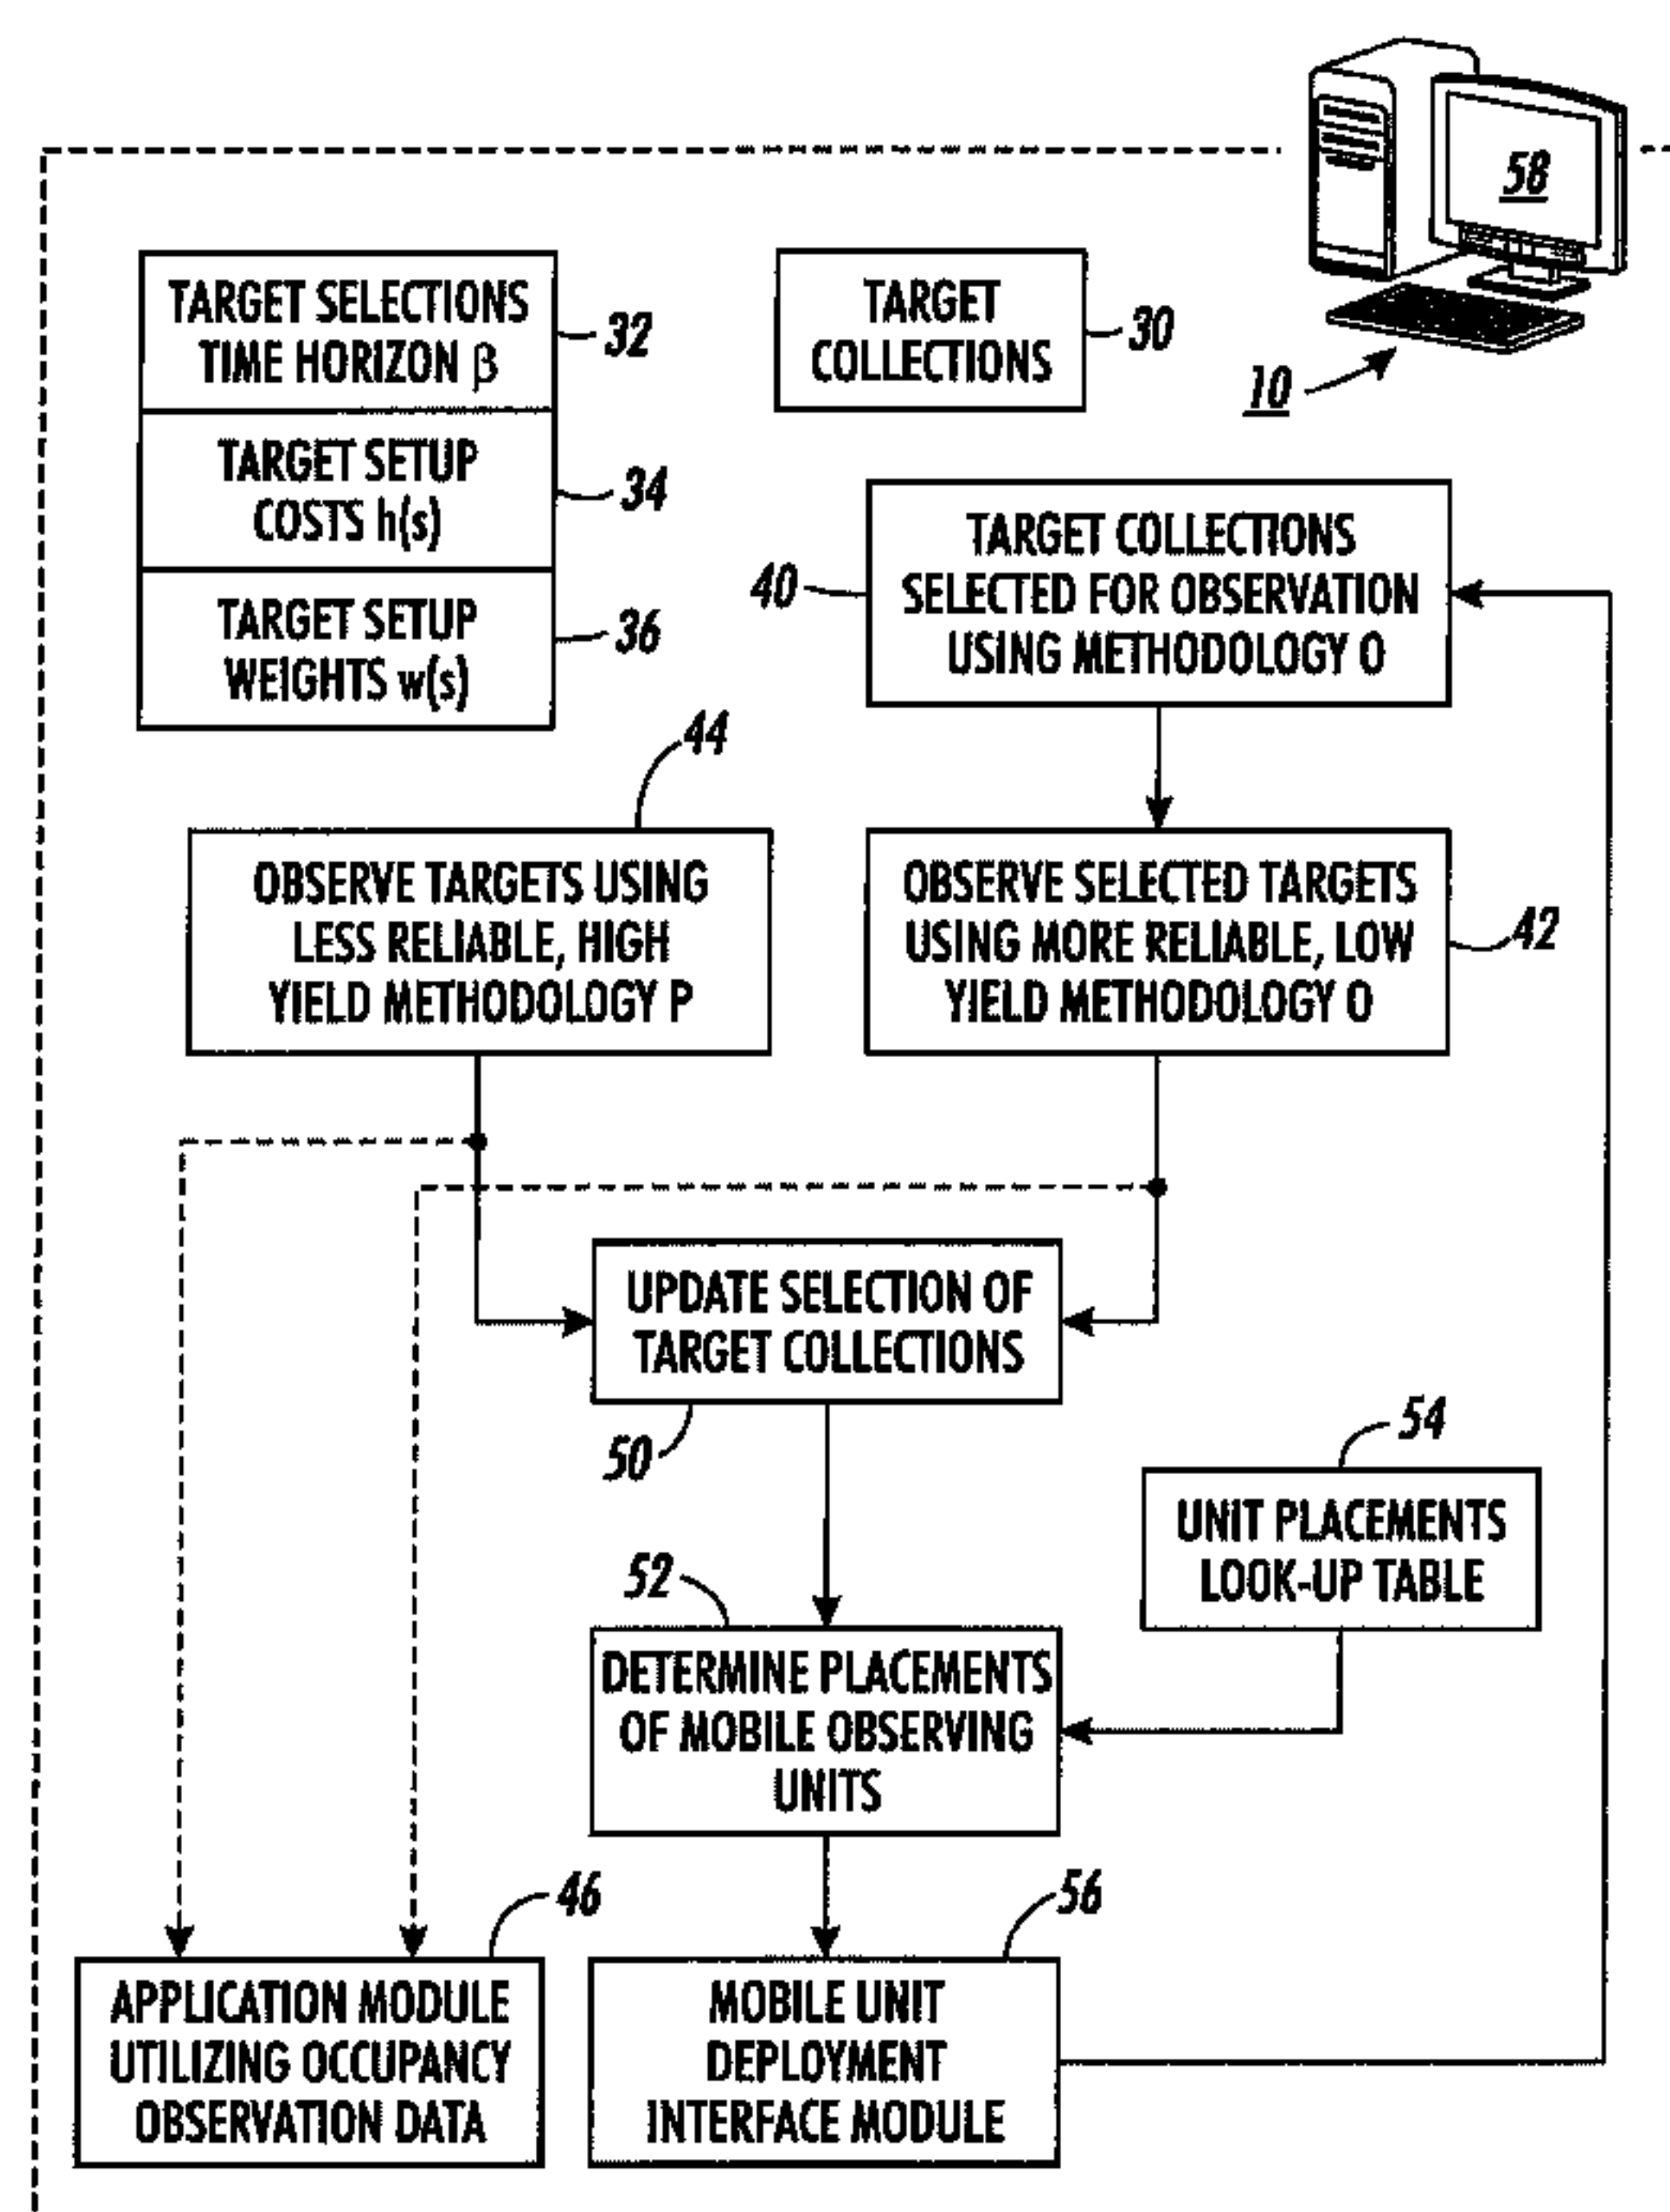 58
10
TARGET SELECTIONS
TIME HORIZON β
32
TARGET SETUP
COSTS h(s)
34
TARGET SETUP
WEIGHTS w(s)
36
TARGET
COLLECTIONS
30
TARGET COLLECTIONS
SELECTED FOR OBSERVATION
USING METHODOLOGY O
40
44
OBSERVE TARGETS USING
LESS RELIABLE, HIGH
YIELD METHODOLOGY P
OBSERVE SELECTED TARGETS
USING MORE RELIABLE, LOW
YIELD METHODOLOGY O
42
UPDATE SELECTION OF
TARGET COLLECTIONS
50
54
UNIT PLACEMENTS
LOOK-UP TABLE
52
DETERMINE PLACEMENTS
OF MOBILE OBSERVING
UNITS
46
APPLICATION MODULE
UTILIZING OCCUPANCY
OBSERVATION DATA
56
MOBILE UNIT
DEPLOYMENT
INTERFACE MODULE